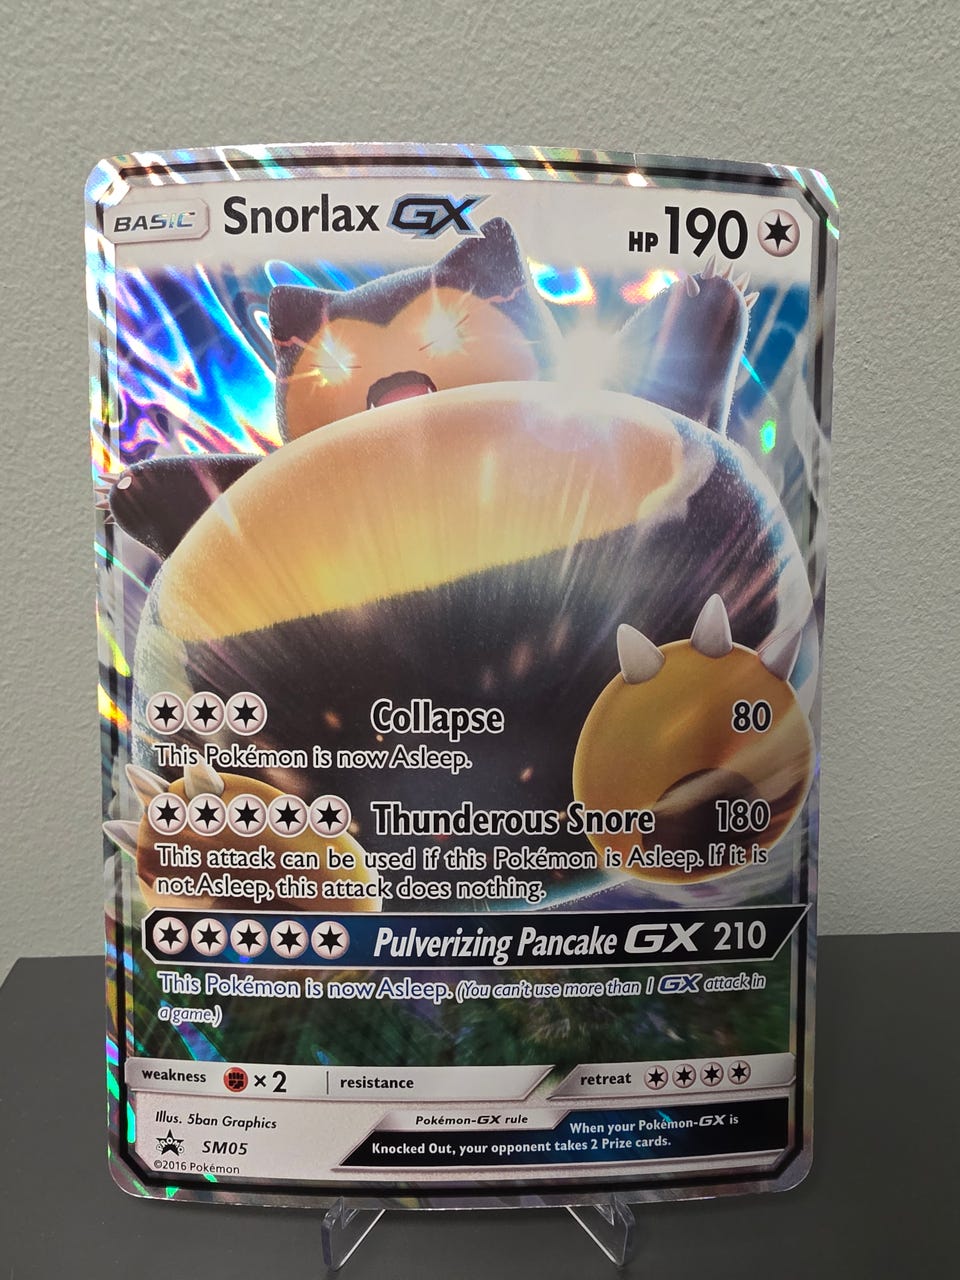 BASIC Snorlax GX HP 190
Collapse 80
This Pokémon is now Asleep.
Thunderous Snore 180
This attack can be used if this Pokémon is Asleep. If it is
not Asleep, this attack does nothing.
Pulverizing Pancake GX 210
This Pokémon is now Asleep. (You can't use more than 1 GX attack in
a game.)
weakness ×2 resistance retreat
Illus. 5ban Graphics
Pokémon-GX rule
When your Pokémon-GX is
Knocked Out, your opponent takes 2 Prize cards.
PROMO SM05
©2016 Pokémon